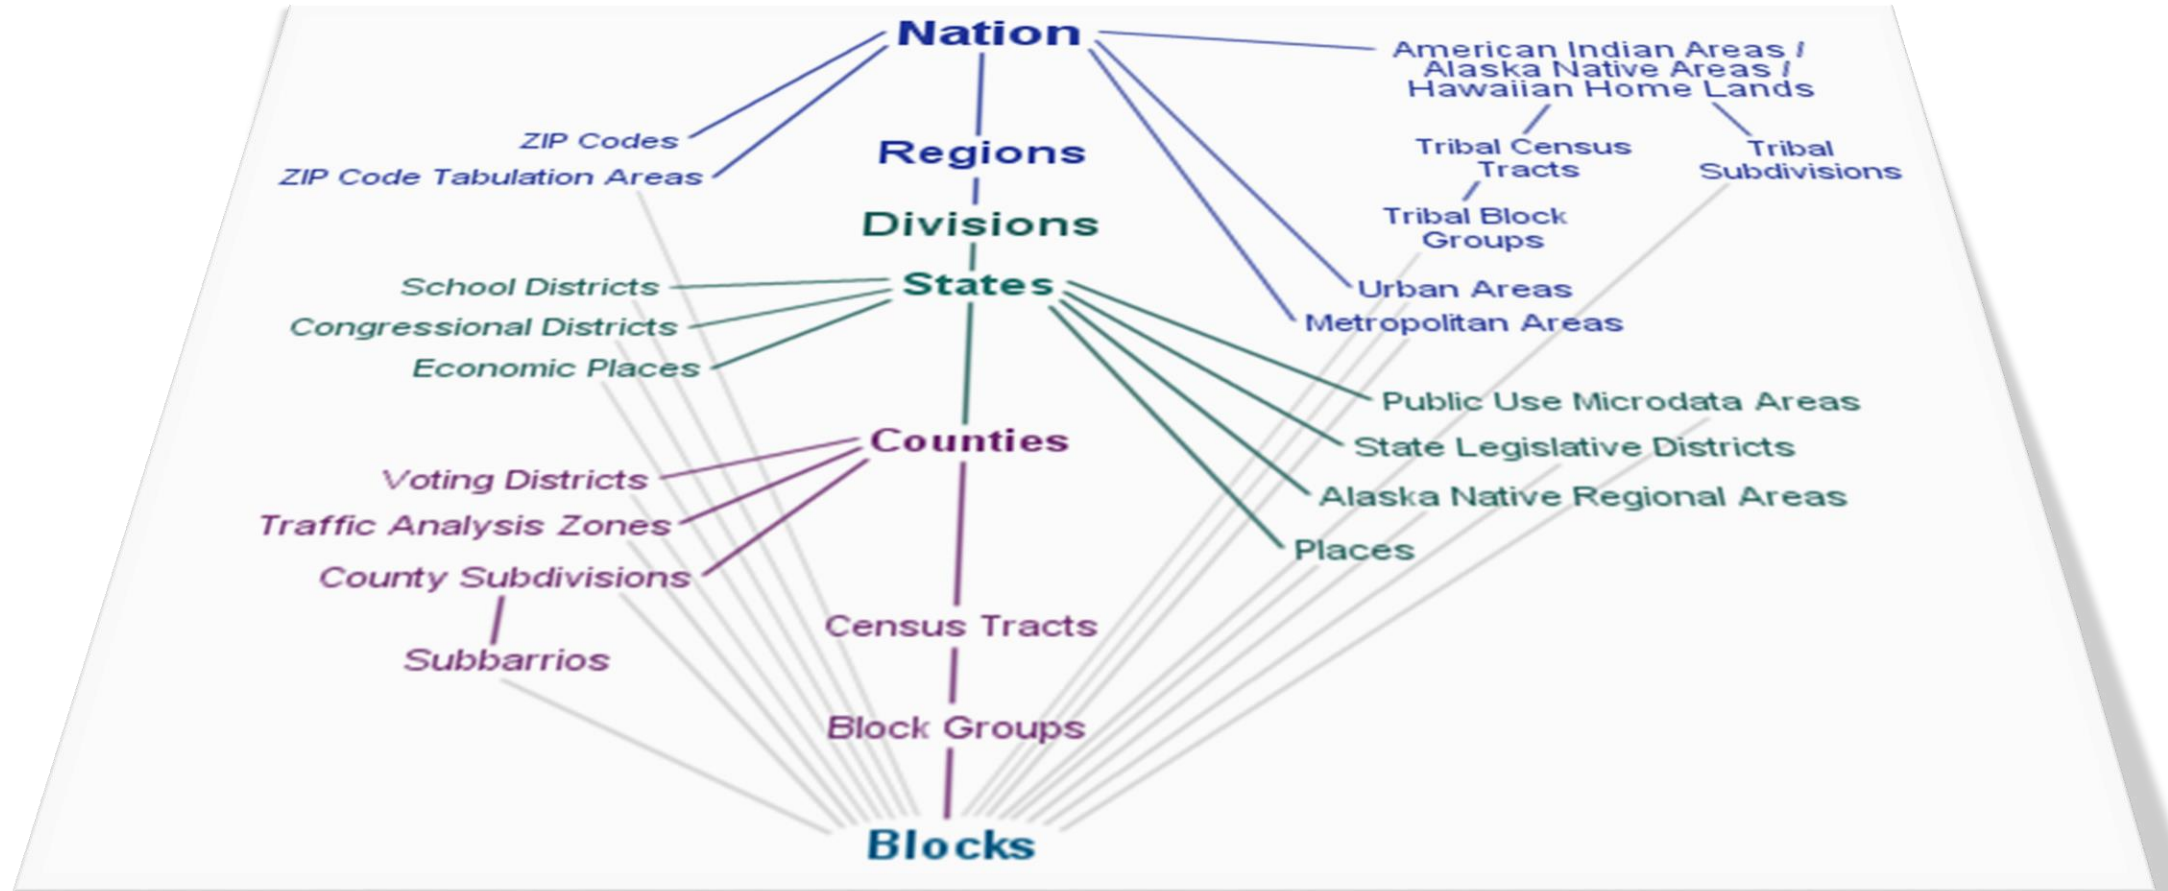 Nation
American Indian Areas /
Alaska Native Areas /
Hawaiian Home Lands
ZIP Codes
ZIP Code Tabulation Areas
Regions
Tribal Census
Tracts
Tribal
Subdivisions
Tribal Block
Groups
Divisions
States
School Districts
Congressional Districts
Economic Places
Urban Areas
Metropolitan Areas
Public Use Microdata Areas
State Legislative Districts
Alaska Native Regional Areas
Places
Counties
Voting Districts
Traffic Analysis Zones
County Subdivisions
Subbarrios
Census Tracts
Block Groups
Blocks